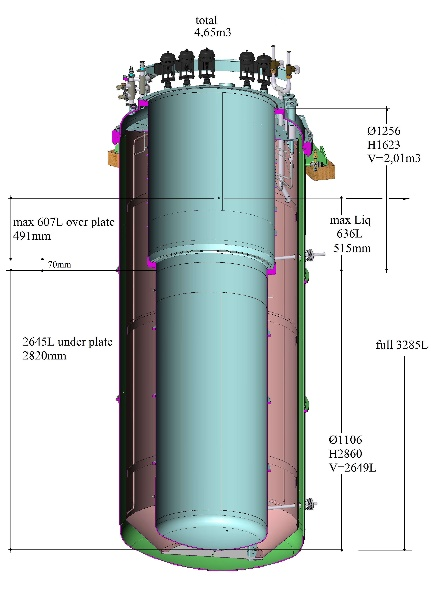 total
4,65m3
Ø1256
H1623
V=2,01m3
max 607L over plate
491mm
max Liq
636L
515mm
70mm
2645L under plate
2820mm
full 3285L
Ø1106
H2860
V=2649L